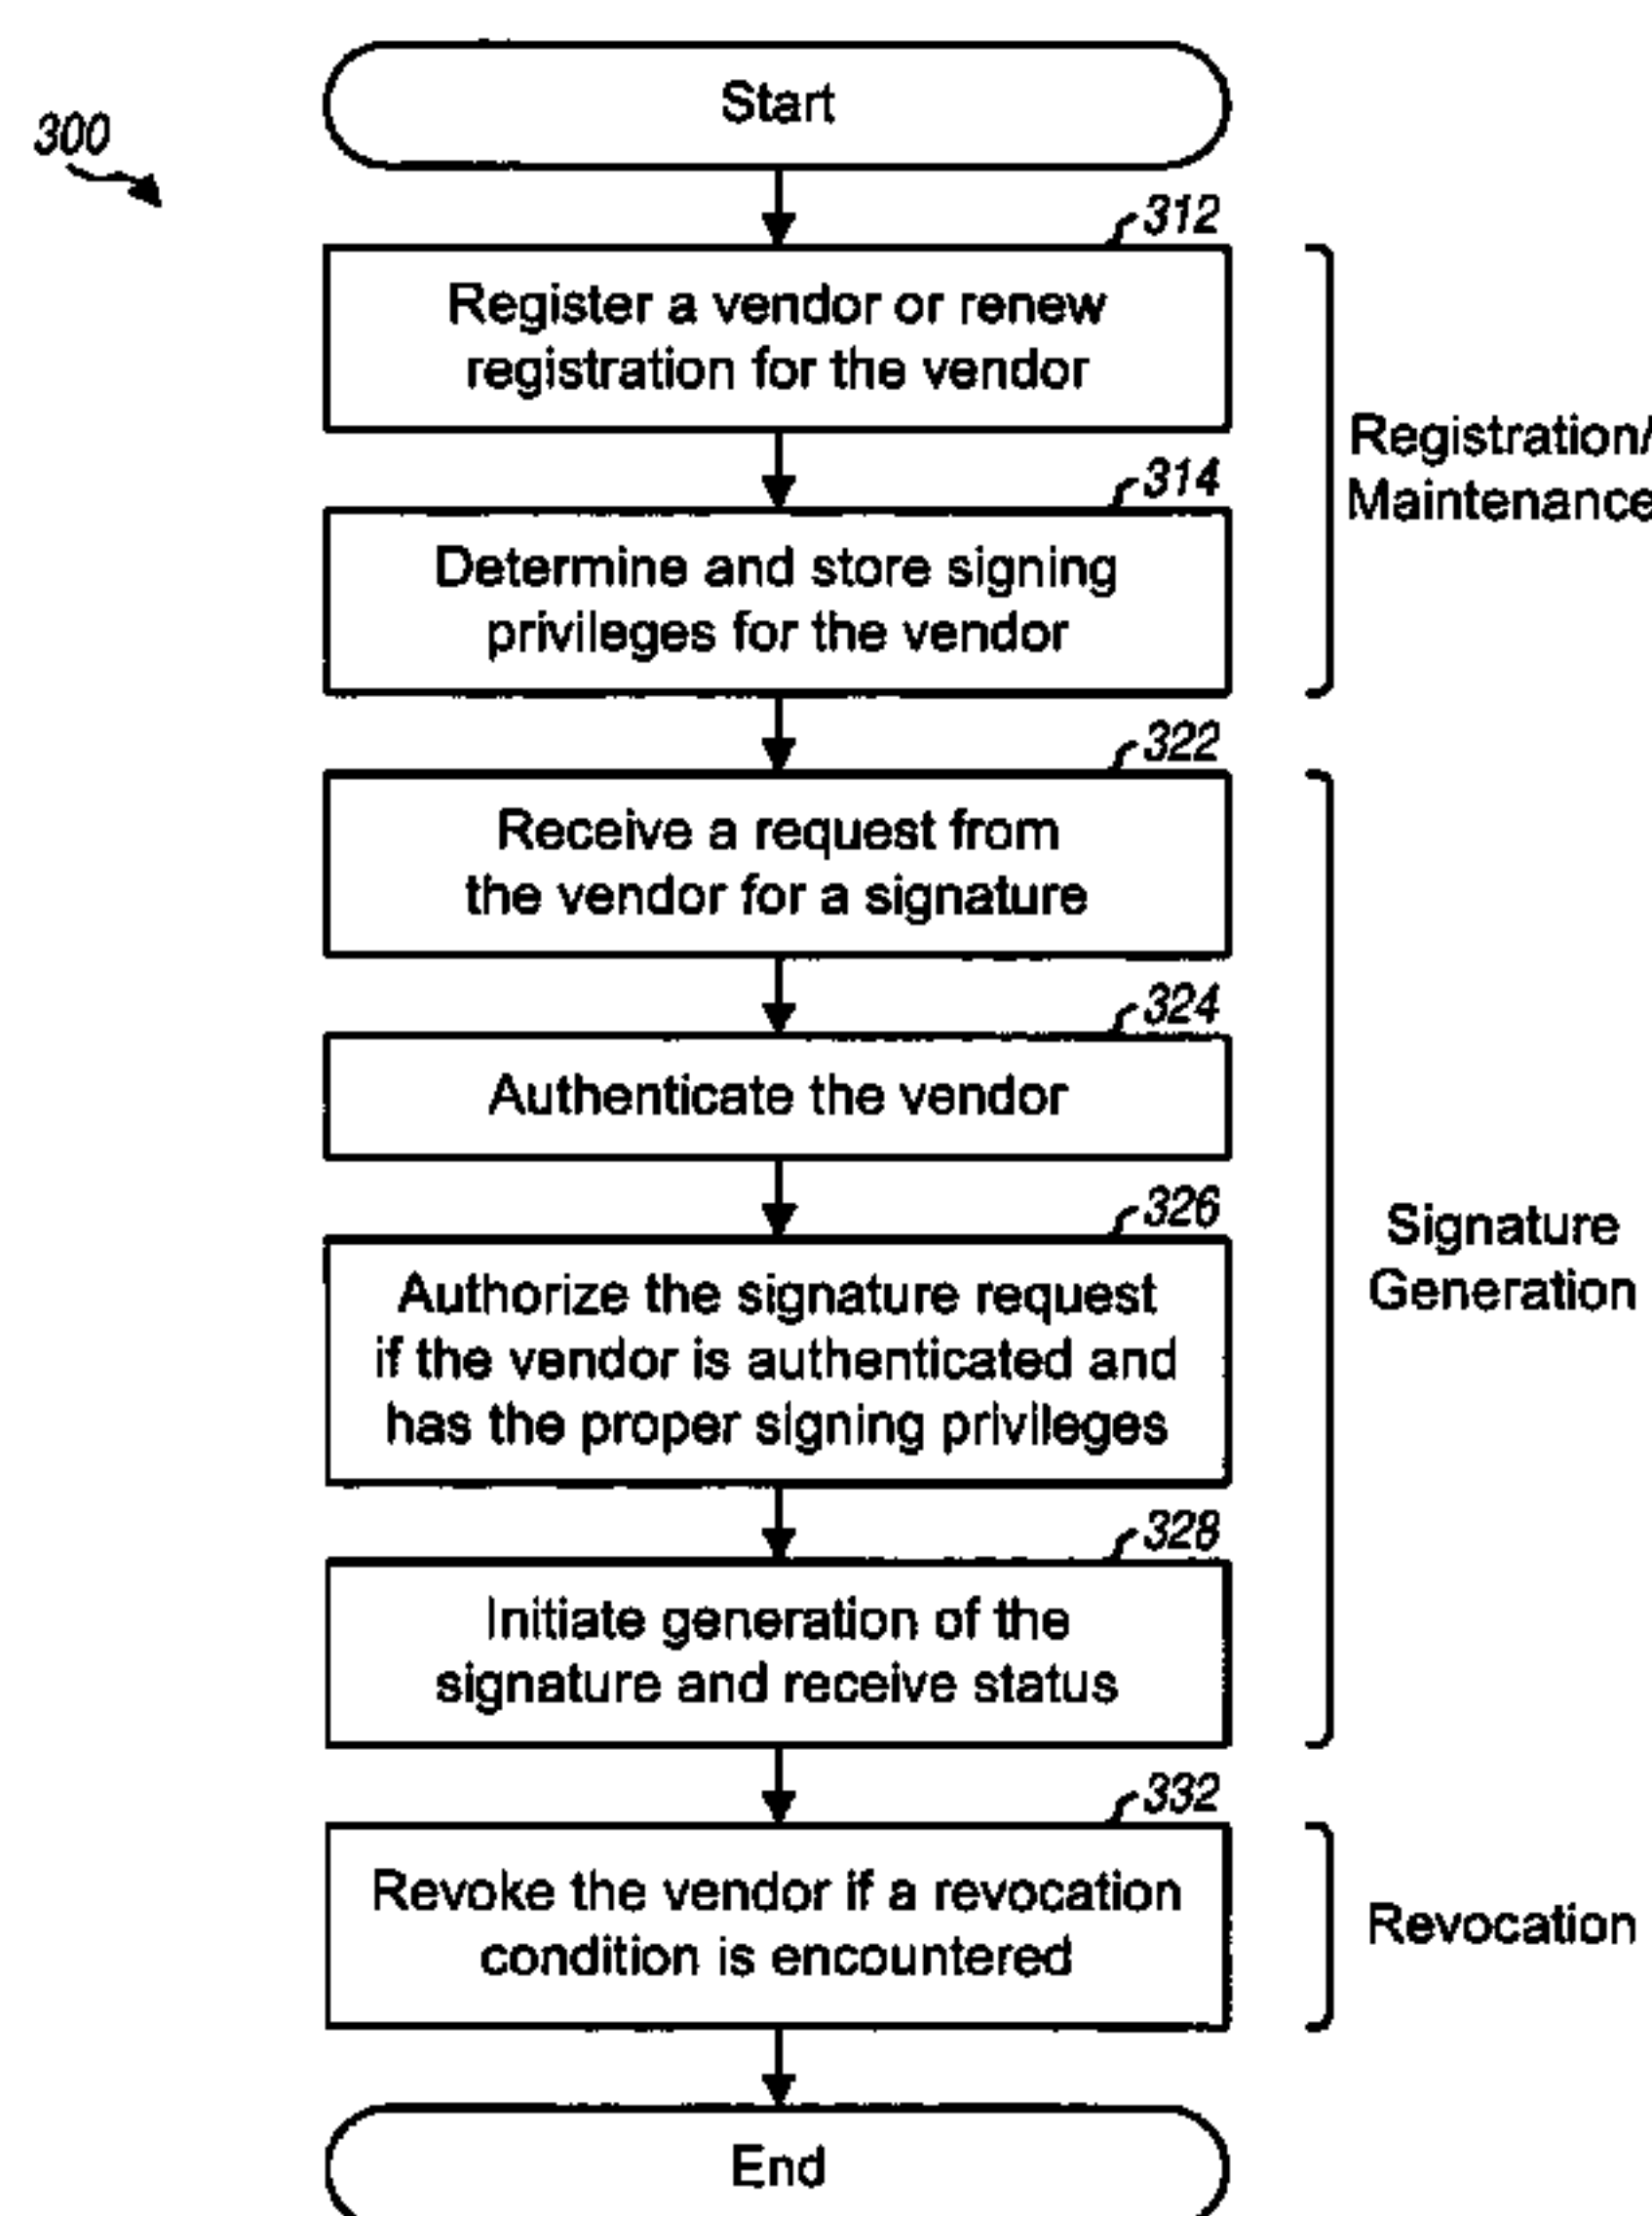 Start
300
312
Register a vendor or renew
registration for the vendor
Registration/
Maintenance
314
Determine and store signing
privileges for the vendor
322
Receive a request from
the vendor for a signature
324
Authenticate the vendor
326
Authorize the signature request
if the vendor is authenticated and
has the proper signing privileges
Signature
Generation
328
Initiate generation of the
signature and receive status
332
Revoke the vendor if a revocation
condition is encountered
Revocation
End